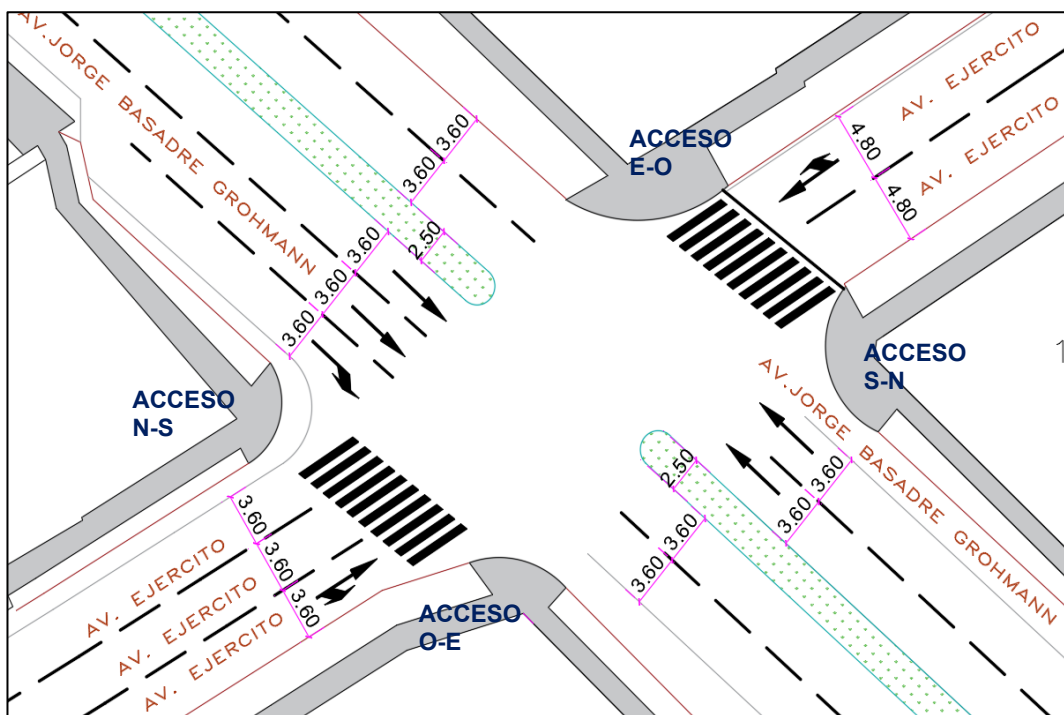 AV.JORGE BASADRE GROHMANN
3.60
3.60
ACCESO
E-O
AV. EJERCITO
AV. EJERCITO
4.80
4.80
3.60
3.60
3.60
2.50
ACCESO
N-S
ACCESO
S-N
1
AV.JORGE BASADRE GROHMANN
2.50
3.60
3.60
3.60
3.60
3.60
3.60
3.60
AV. EJERCITO
AV. EJERCITO
AV. EJERCITO
ACCESO
O-E